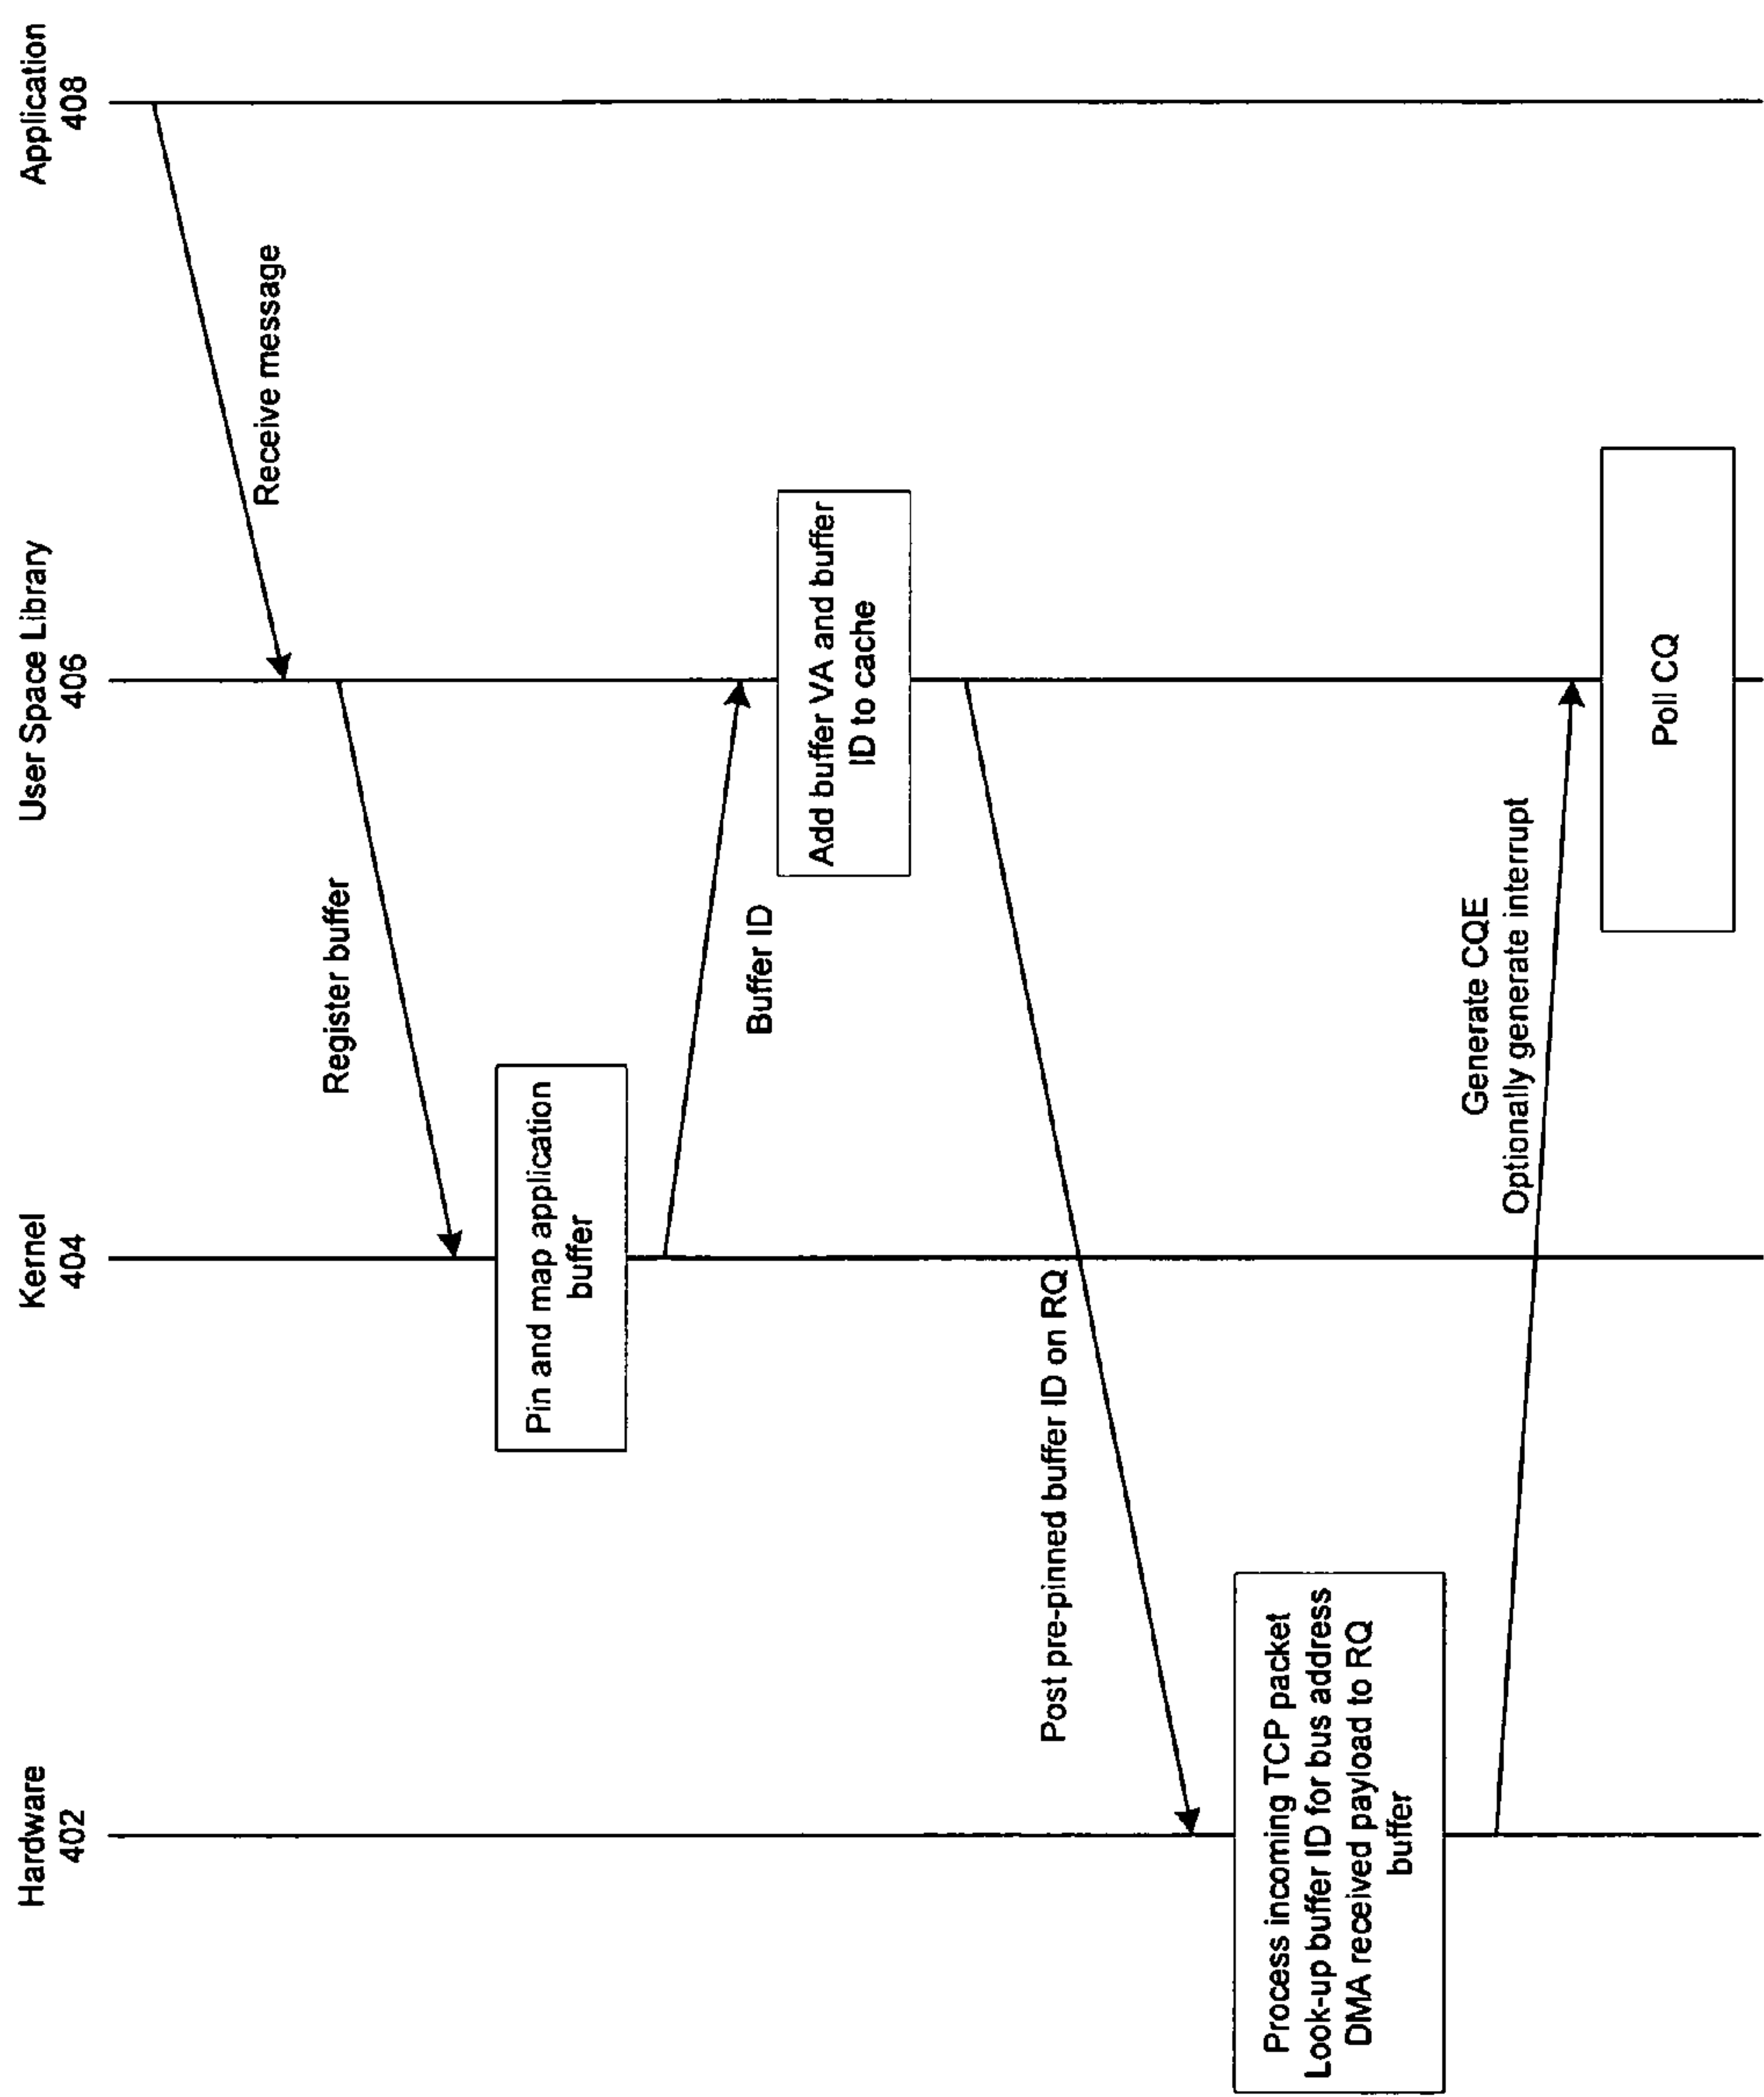 Hardware
402
Kernel
404
User Space Library
406
Application
408
Receive message
Register buffer
Pin and map application
buffer
Buffer ID
Add buffer VA and buffer
ID to cache
Post pre-pinned buffer ID on RQ
Process incoming TCP packet
Look-up buffer ID for bus address
DMA received payload to RQ
buffer
Generate CQE
Optionally generate interrupt
Poll CQ